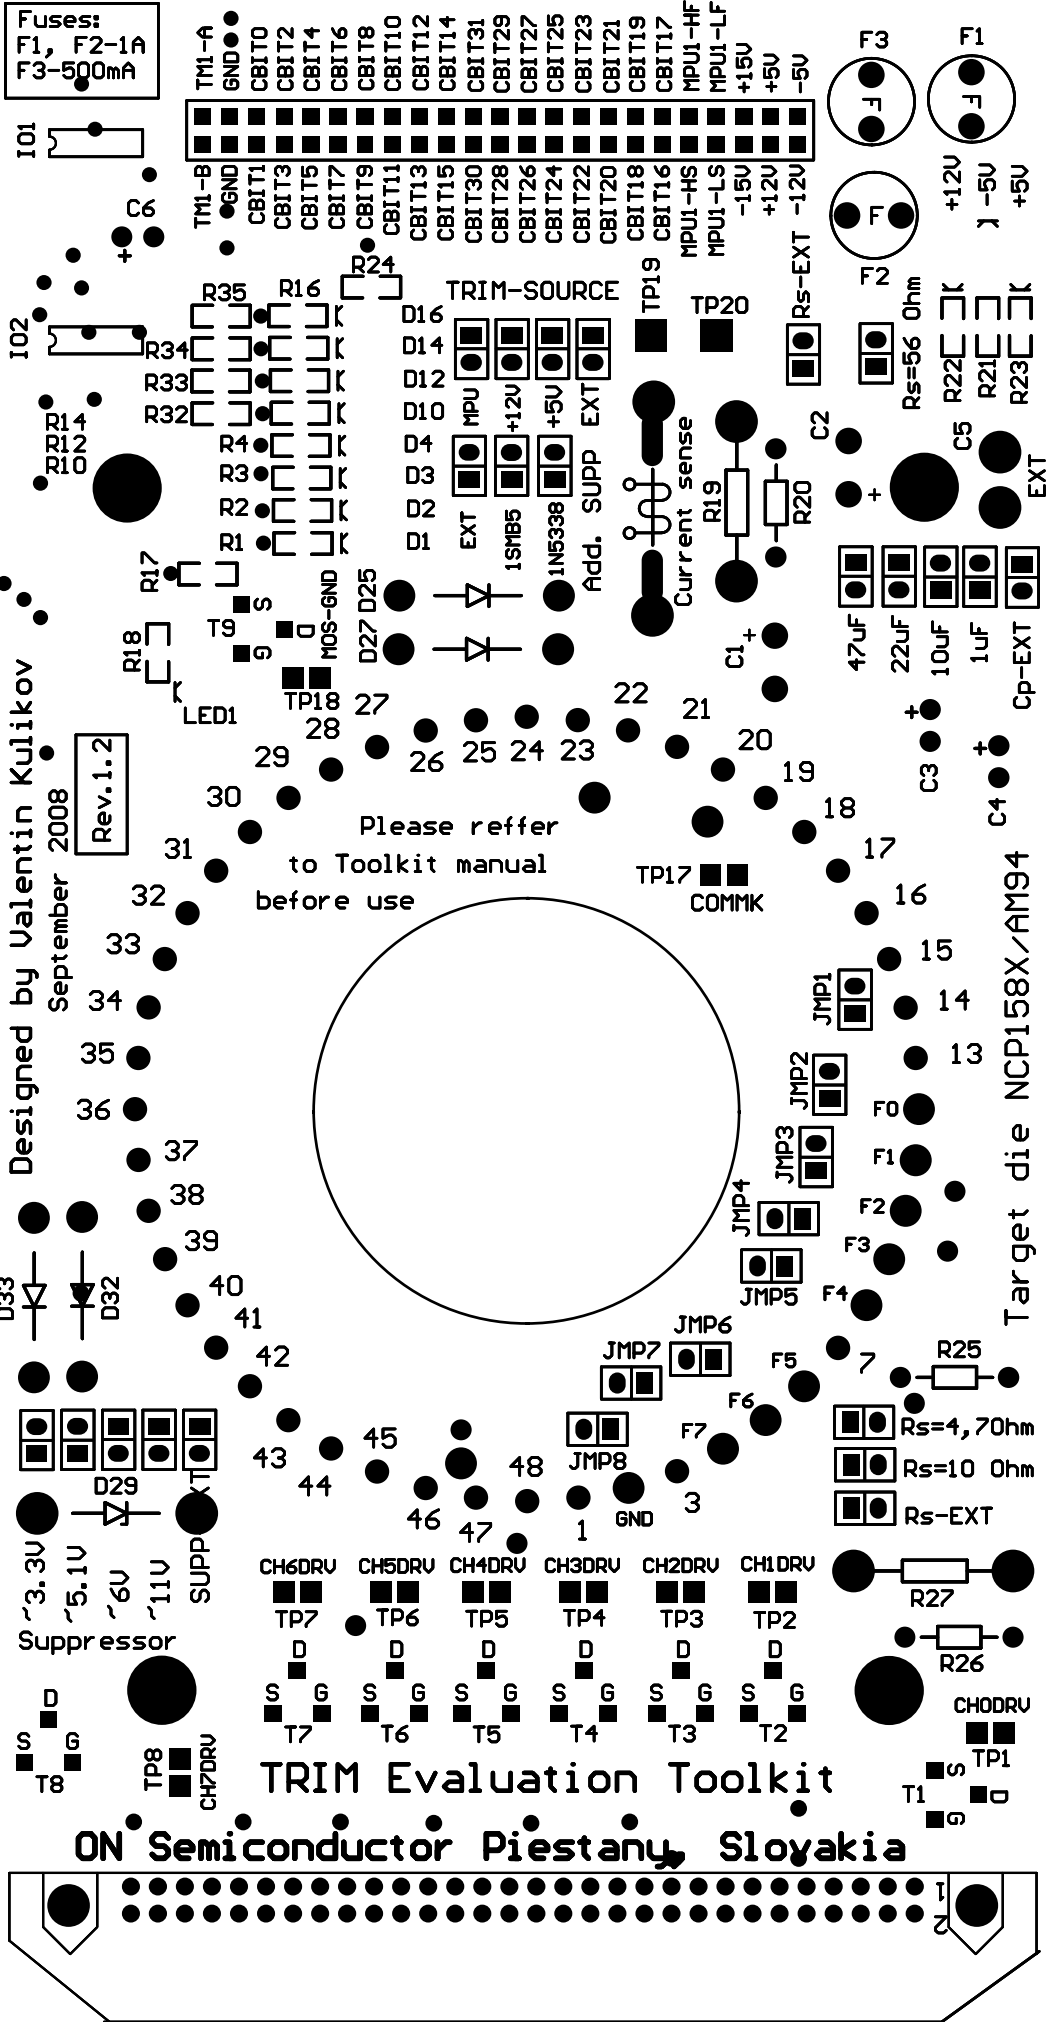 Fuses:
F1, F2-1A
F3-500mA
TM1-A
GND
CBIT0
CBIT2
CBIT4
CBIT6
CBIT8
CBIT10
CBIT12
CBIT14
CBIT31
CBIT29
CBIT27
CBIT25
CBIT23
CBIT21
CBIT19
CBIT17
MPU1-HF
MPU1-LF
+15V
+5V
-5V
F3
F1
F
F
IO1
TM1-B
GND
CBIT1
CBIT3
CBIT5
CBIT7
CBIT9
CBIT11
CBIT13
CBIT15
CBIT30
CBIT28
CBIT26
CBIT24
CBIT22
CBIT20
CBIT18
CBIT16
MPU1-HS
MPU1-LS
-15V
+12V
-12V
+12V
-5V
+5V
K
C6
+
F
F2
R24
Rs-EXT
Rs=56 Ohm
TRIM-SOURCE
TP19
TP20
IO2
R35
R16
D16
R34
D14
R33
D12
R32
D10
R4
D4
R3
D3
R2
D2
R1
D1
R14
R12
R10
MPU
+12V
+5V
EXT
EXT
1SMB5
1N5338
Add. SUPP
Current sense
R19
R20
R22
R21
R23
C2
+
C5
EXT
R17
S
T9
D
G
MOS-GND
R18
K
LED1
TP18
D25
D27
C1
+
47uF
22uF
10uF
1uF
Cp-EXT
+
C3
+
C4
Designed by Valentin Kulikov
September 2008
Rev.1.2
22
21
20
19
18
17
16
15
14
13
23
24
25
26
27
28
29
30
31
32
33
34
35
36
37
38
39
40
41
42
43
44
45
46
47
48
1
3
7
Please reffer
to Toolkit manual
before use
TP17
COMMK
JMP1
JMP2
JMP3
JMP4
JMP5
JMP6
JMP7
JMP8
F0
F1
F2
F3
F4
F5
F6
F7
GND
Target die NCP158X/AM94
D33
D32
R25
Rs=4,7Ohm
Rs=10 Ohm
Rs-EXT
D29
~3.3V
~5.1V
~6V
~11V
Suppressor
R27
R26
CH6DRV
CH5DRV
CH4DRV
CH3DRV
CH2DRV
CH1DRV
TP7
TP6
TP5
TP4
TP3
TP2
D
D
D
D
D
D
S G
S G
S G
S G
S G
S G
T7
T6
T5
T4
T3
T2
D
S G
T8
TP8
CH7DRV
CH0DRV
TP1
S
T1
D
G
TRIM Evaluation Toolkit
ON Semiconductor Piestany, Slovakia
1
2